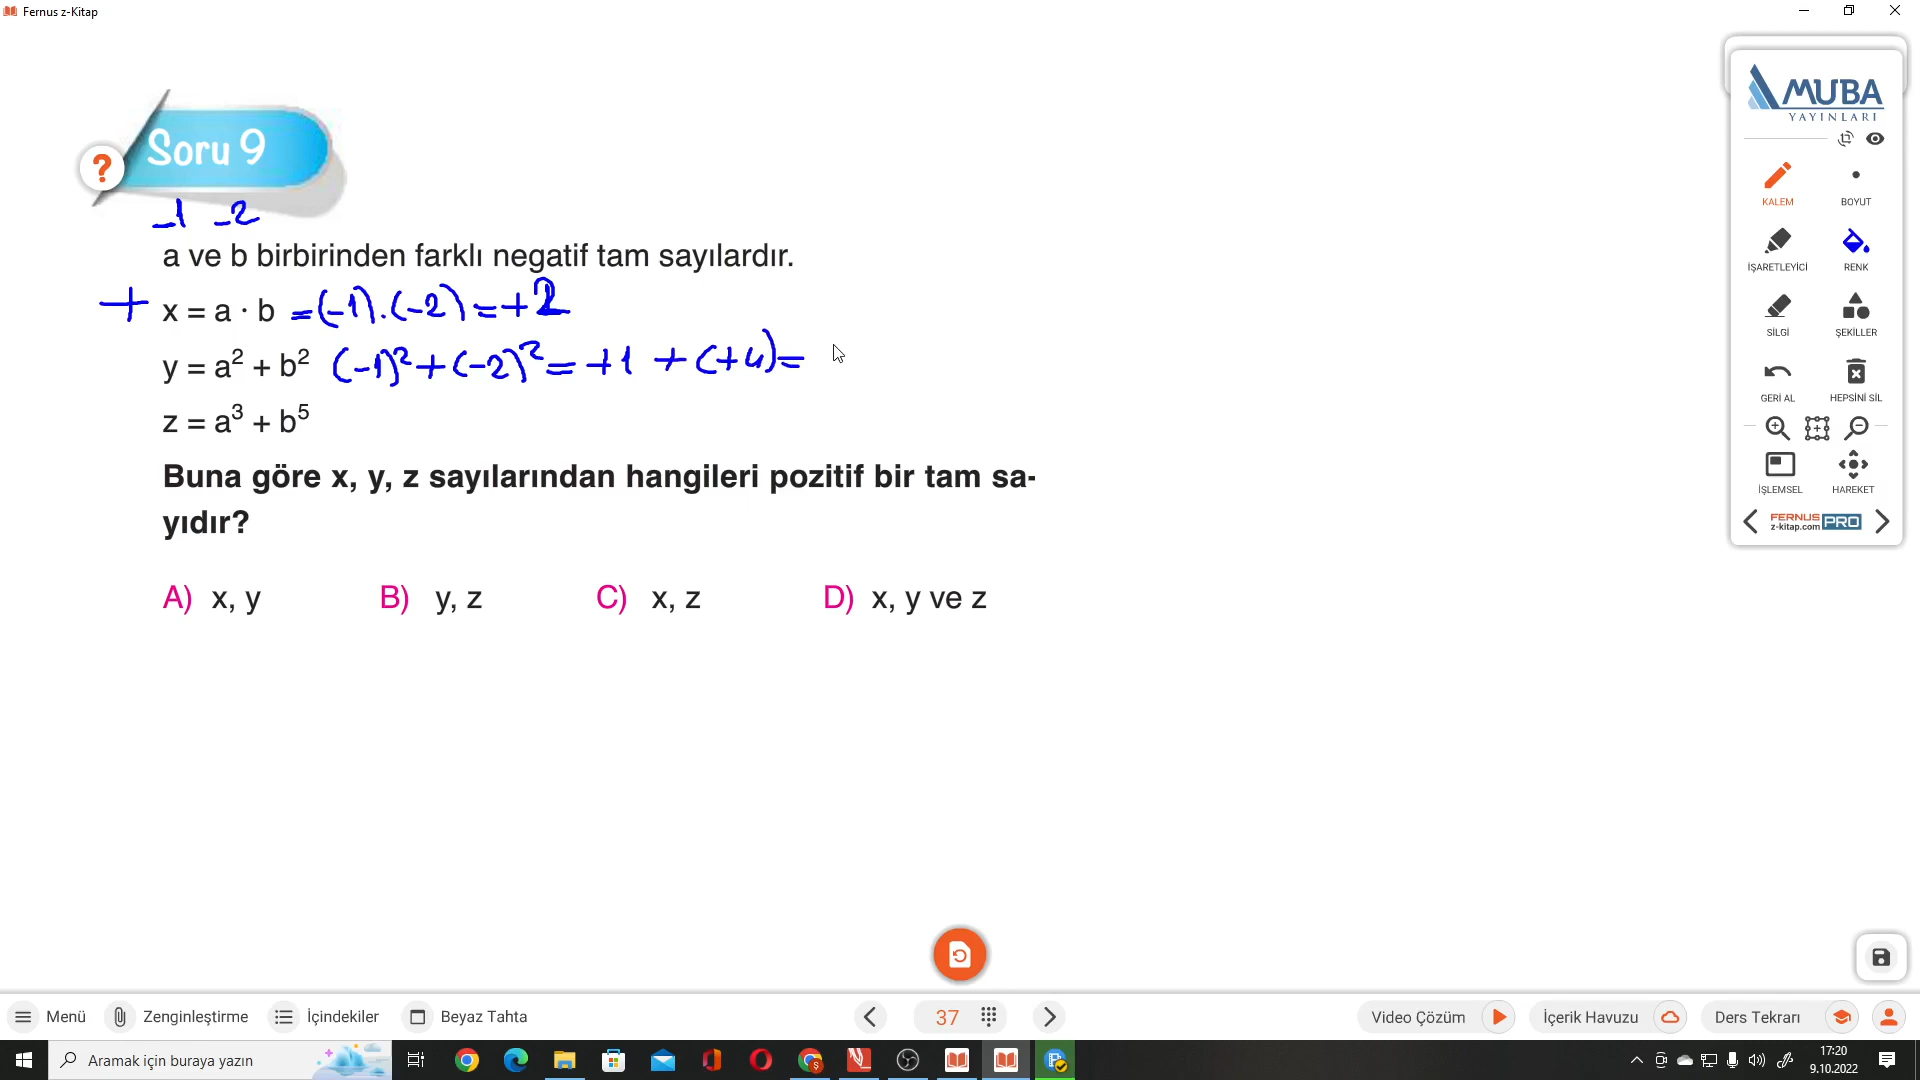 Fernus z-Kitap
MUBA
YAYINLARI
Soru 9
?
-1 -2
a ve b birbirinden farklı negatif tam sayılardır.
+ x = a · b =(-1).(-2)=+2
y = a² + b² (-1)²+(-2)²=+1 +(+4)=
z = a³ + b⁵
Buna göre x, y, z sayılarından hangileri pozitif bir tam sa-
yıdır?
A) x, y B) y, z C) x, z D) x, y ve z
KALEM BOYUT
İŞARETLEYİCİ RENK
SİLGİ ŞEKİLLER
GERİ AL HEPSİNİ SİL
İŞLEMSEL HAREKET
FERNUS PRO
z-kitap.com
Menü Zenginleştirme İçindekiler Beyaz Tahta 37 Video Çözüm İçerik Havuzu Ders Tekrarı
Aramak için buraya yazın
17:20
9.10.2022